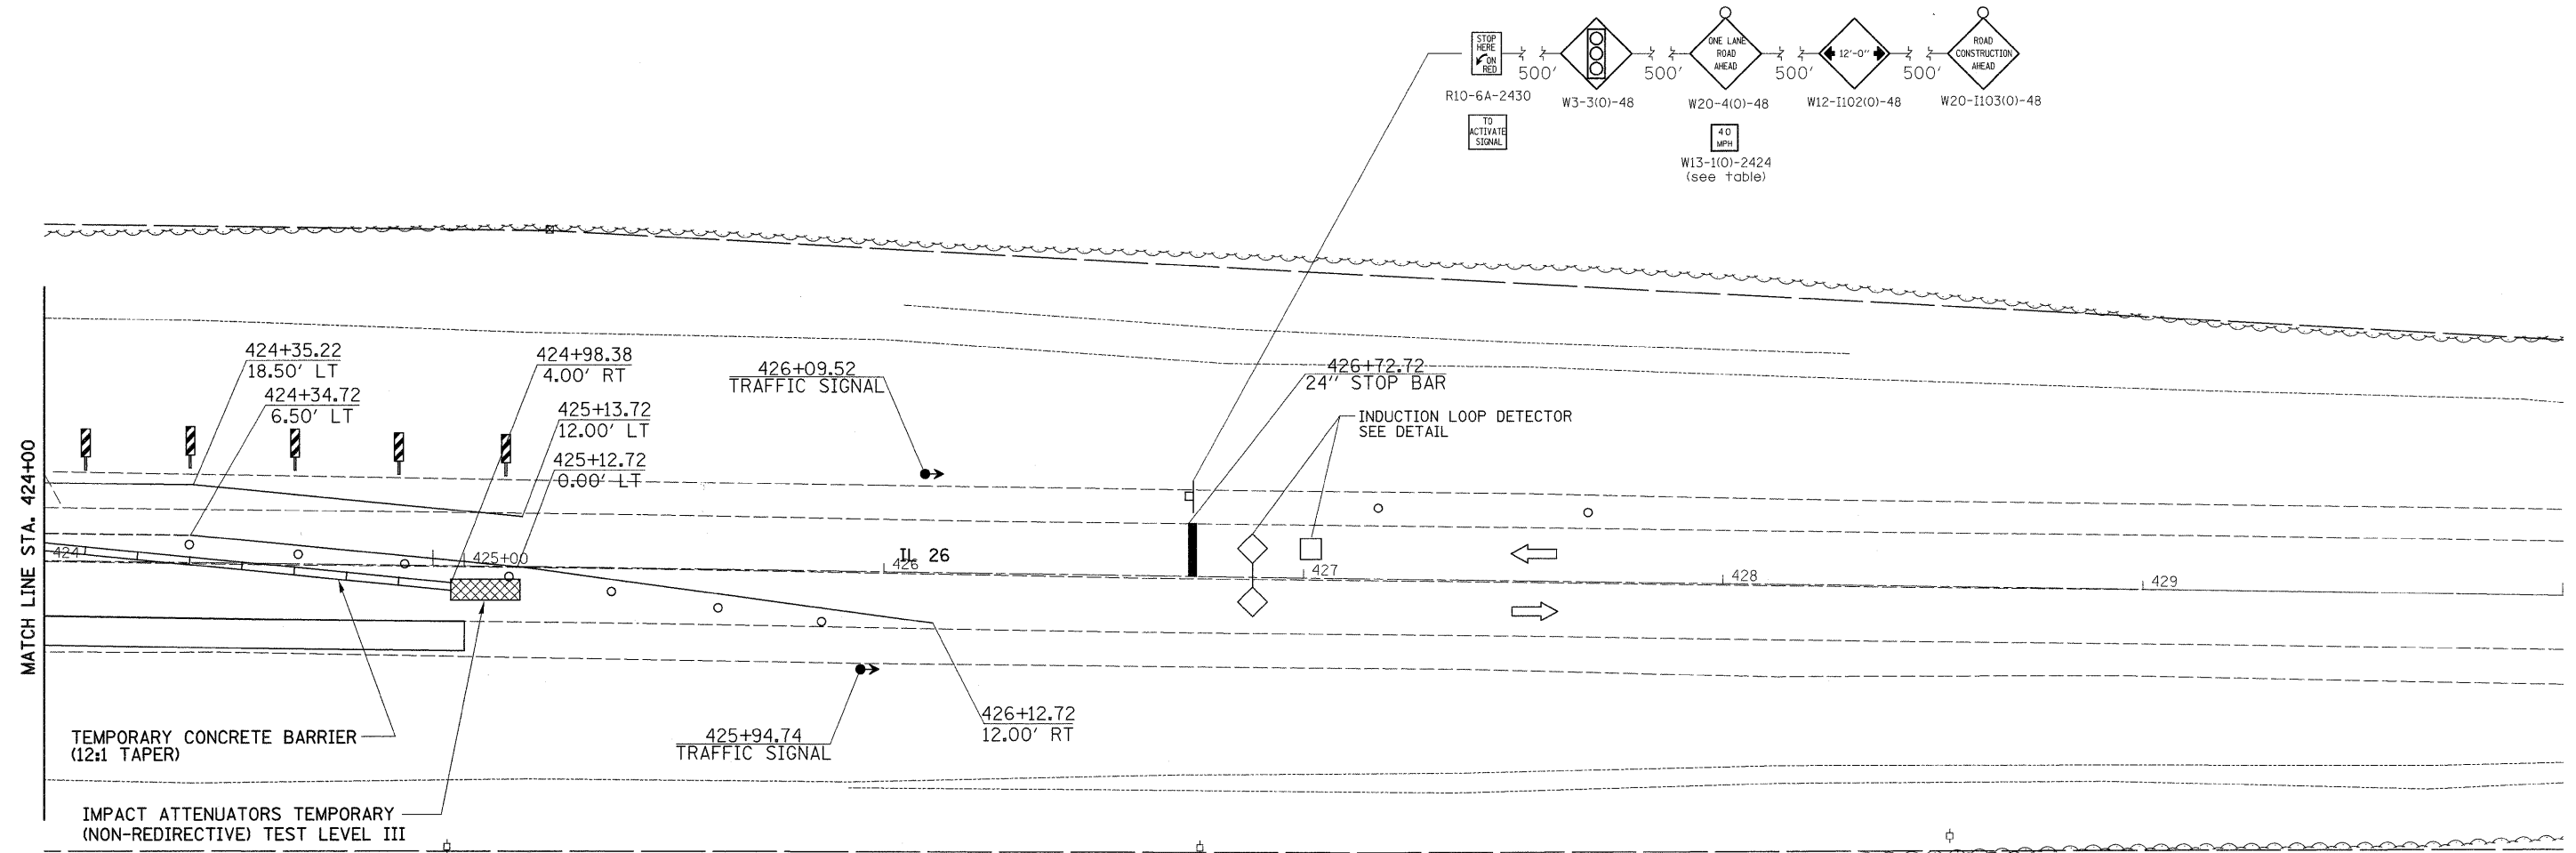 STOP
HERE
ON
RED
ONE LANE
ROAD
AHEAD
12'-0"
ROAD
CONSTRUCTION
AHEAD
500' 500' 500' 500'
R10-6A-2430 W3-3(O)-48 W20-4(O)-48 W12-I102(O)-48 W20-I103(O)-48
TO
ACTIVATE
SIGNAL
40
MPH
W13-1(O)-2424
(see table)
MATCH LINE STA. 424+00
424+35.22
18.50' LT
424+34.72
6.50' LT
424+98.38
4.00' RT
425+13.72
12.00' LT
425+12.72
0.00' LT
426+09.52
TRAFFIC SIGNAL
426+72.72
24" STOP BAR
INDUCTION LOOP DETECTOR
SEE DETAIL
424 425+00 426 427 428 429
IL 26
TEMPORARY CONCRETE BARRIER
(12:1 TAPER)
425+94.74
TRAFFIC SIGNAL
426+12.72
12.00' RT
IMPACT ATTENUATORS TEMPORARY
(NON-REDIRECTIVE) TEST LEVEL III